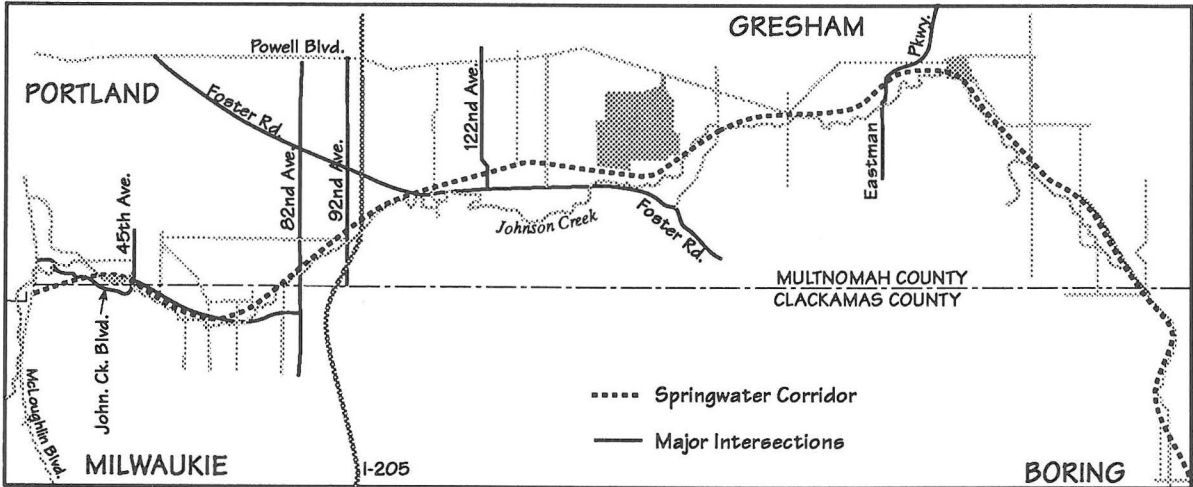 GRESHAM
Pkwy.
Powell Blvd.
PORTLAND
Foster Rd.
122nd Ave.
82nd Ave.
92nd Ave.
Eastman
45th Ave.
Johnson Creek
Foster Rd.
MULTNOMAH COUNTY
CLACKAMAS COUNTY
John. Ck. Blvd.
McLoughlin Blvd.
Springwater Corridor
Major Intersections
MILWAUKIE
I-205
BORING